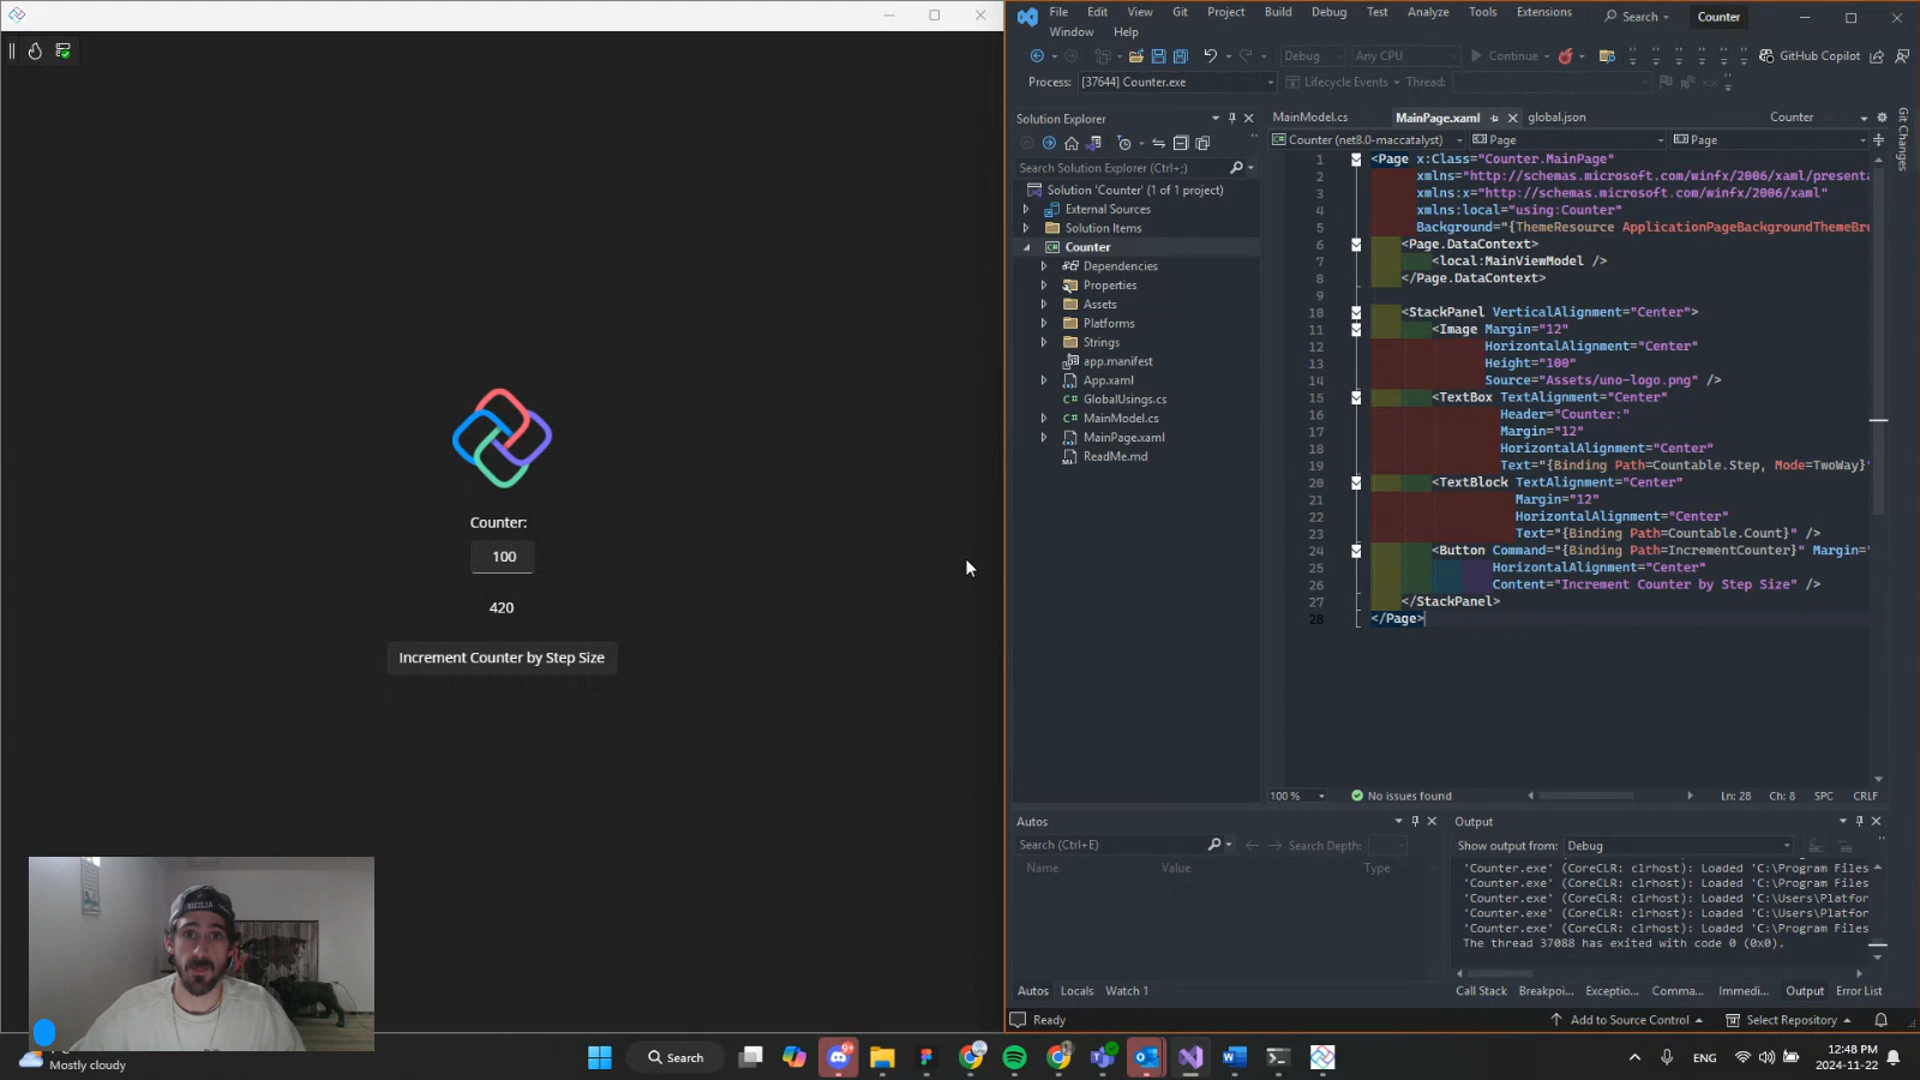 File Edit View Git Project Build Debug Test Analyze Tools Extensions Search Counter
Window Help
Debug Any CPU Continue GitHub Copilot
Process: [37644] Counter.exe Lifecycle Events Thread:
Solution Explorer
MainModel.cs MainPage.xaml global.json Counter
Git Changes
Counter (net8.0-maccatalyst) Page Page
Search Solution Explorer (Ctrl+;)
Solution 'Counter' (1 of 1 project)
External Sources
Solution Items
Counter
Dependencies
Properties
Assets
Platforms
Strings
app.manifest
App.xaml
GlobalUsings.cs
MainModel.cs
MainPage.xaml
ReadMe.md
1 <Page x:Class="Counter.MainPage"
2 xmlns="http://schemas.microsoft.com/winfx/2006/xaml/presenta
3 xmlns:x="http://schemas.microsoft.com/winfx/2006/xaml"
4 xmlns:local="using:Counter"
5 Background="{ThemeResource ApplicationPageBackgroundThemeBru
6 <Page.DataContext>
7 <local:MainViewModel />
8 </Page.DataContext>
9
10 <StackPanel VerticalAlignment="Center">
11 <Image Margin="12"
12 HorizontalAlignment="Center"
13 Height="100"
14 Source="Assets/uno-logo.png" />
15 <TextBox TextAlignment="Center"
16 Header="Counter:"
17 Margin="12"
18 HorizontalAlignment="Center"
19 Text="{Binding Path=Countable.Step, Mode=TwoWay}"
20 <TextBlock TextAlignment="Center"
21 Margin="12"
22 HorizontalAlignment="Center"
23 Text="{Binding Path=Countable.Count}" />
24 <Button Command="{Binding Path=IncrementCounter}" Margin="
25 HorizontalAlignment="Center"
26 Content="Increment Counter by Step Size" />
27 </StackPanel>
28 </Page>
Counter:
100
420
Increment Counter by Step Size
100 % No issues found Ln: 28 Ch: 8 SPC CRLF
Autos
Search (Ctrl+E) Search Depth:
Name Value Type
Autos Locals Watch 1
Output
Show output from: Debug
'Counter.exe' (CoreCLR: clrhost): Loaded 'C:\Program Files
'Counter.exe' (CoreCLR: clrhost): Loaded 'C:\Program Files
'Counter.exe' (CoreCLR: clrhost): Loaded 'C:\Users\Platfor
'Counter.exe' (CoreCLR: clrhost): Loaded 'C:\Users\Platfor
'Counter.exe' (CoreCLR: clrhost): Loaded 'C:\Program Files
The thread 37088 has exited with code 0 (0x0).
Call Stack Breakpoi... Exceptio... Comma... Immedi... Output Error List
Ready Add to Source Control Select Repository
SICILIA
Mostly cloudy
Search
ENG
12:48 PM
2024-11-22